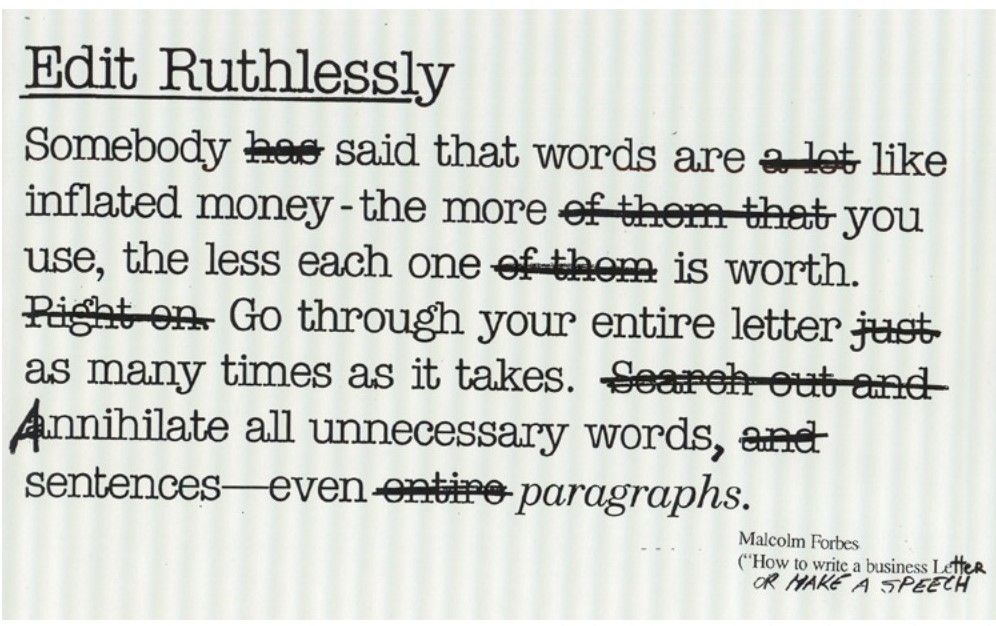 Edit Ruthlessly
Somebody has said that words are a lot like
inflated money - the more of them that you
use, the less each one of them is worth.
Right on. Go through your entire letter just
as many times as it takes. Search out and
Annihilate all unnecessary words, and
sentences—even entire paragraphs.
Malcolm Forbes
("How to write a business Letter
OR MAKE A SPEECH